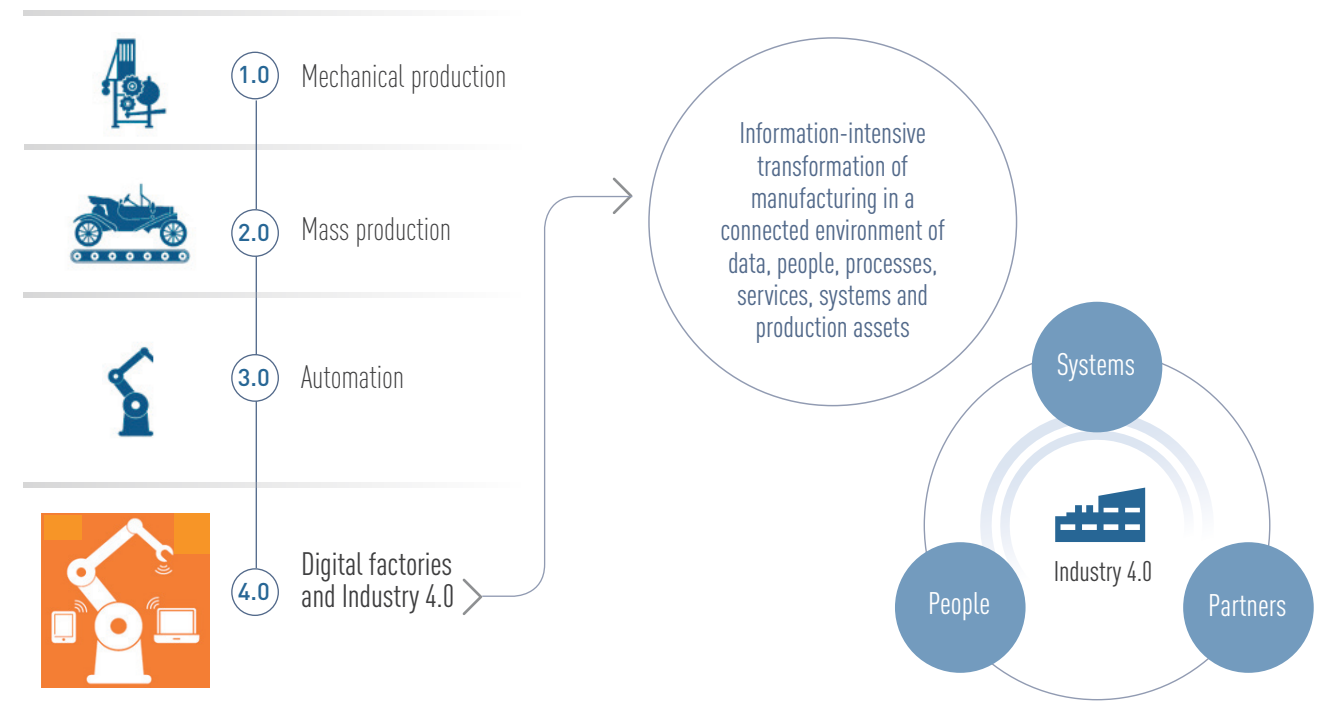 1.0 Mechanical production
2.0 Mass production
3.0 Automation
4.0 Digital factories
and Industry 4.0
Information-intensive
transformation of
manufacturing in a
connected environment of
data, people, processes,
services, systems and
production assets
Systems
Industry 4.0
People
Partners